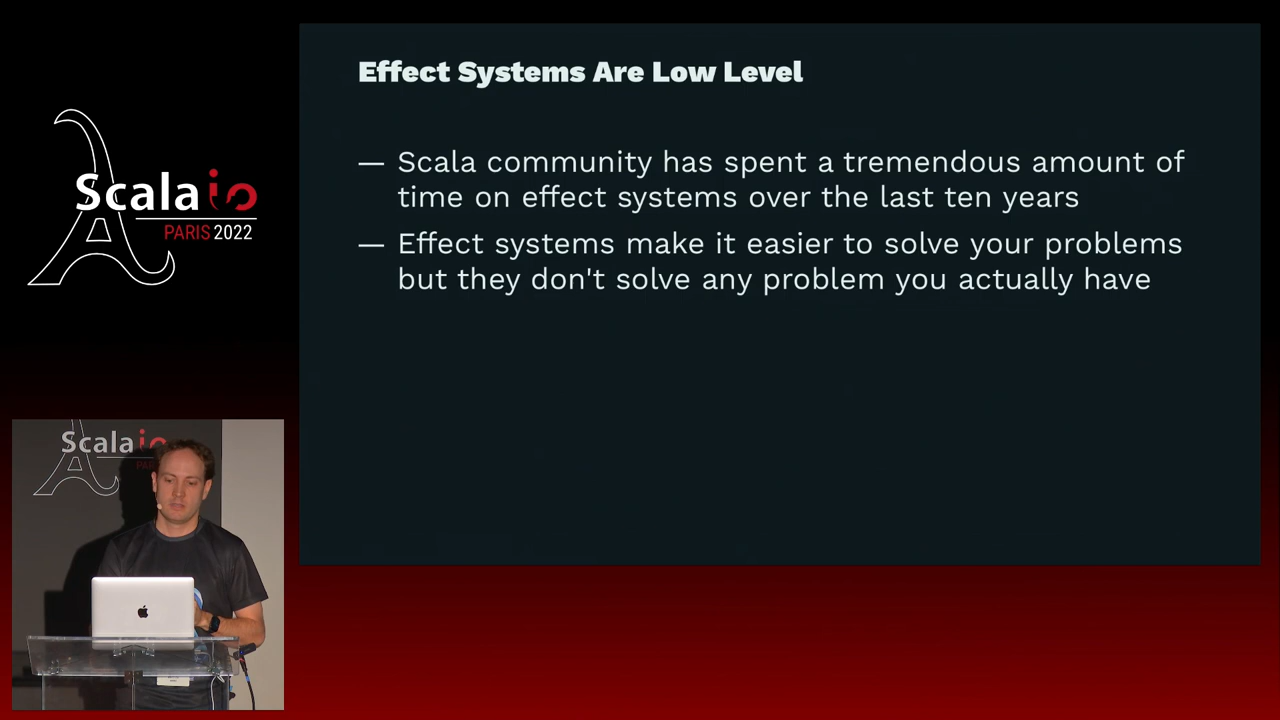 Effect Systems Are Low Level
— Scala community has spent a tremendous amount of
time on effect systems over the last ten years
— Effect systems make it easier to solve your problems
but they don't solve any problem you actually have
Scala io
PARIS 2022
Scala io
PAR